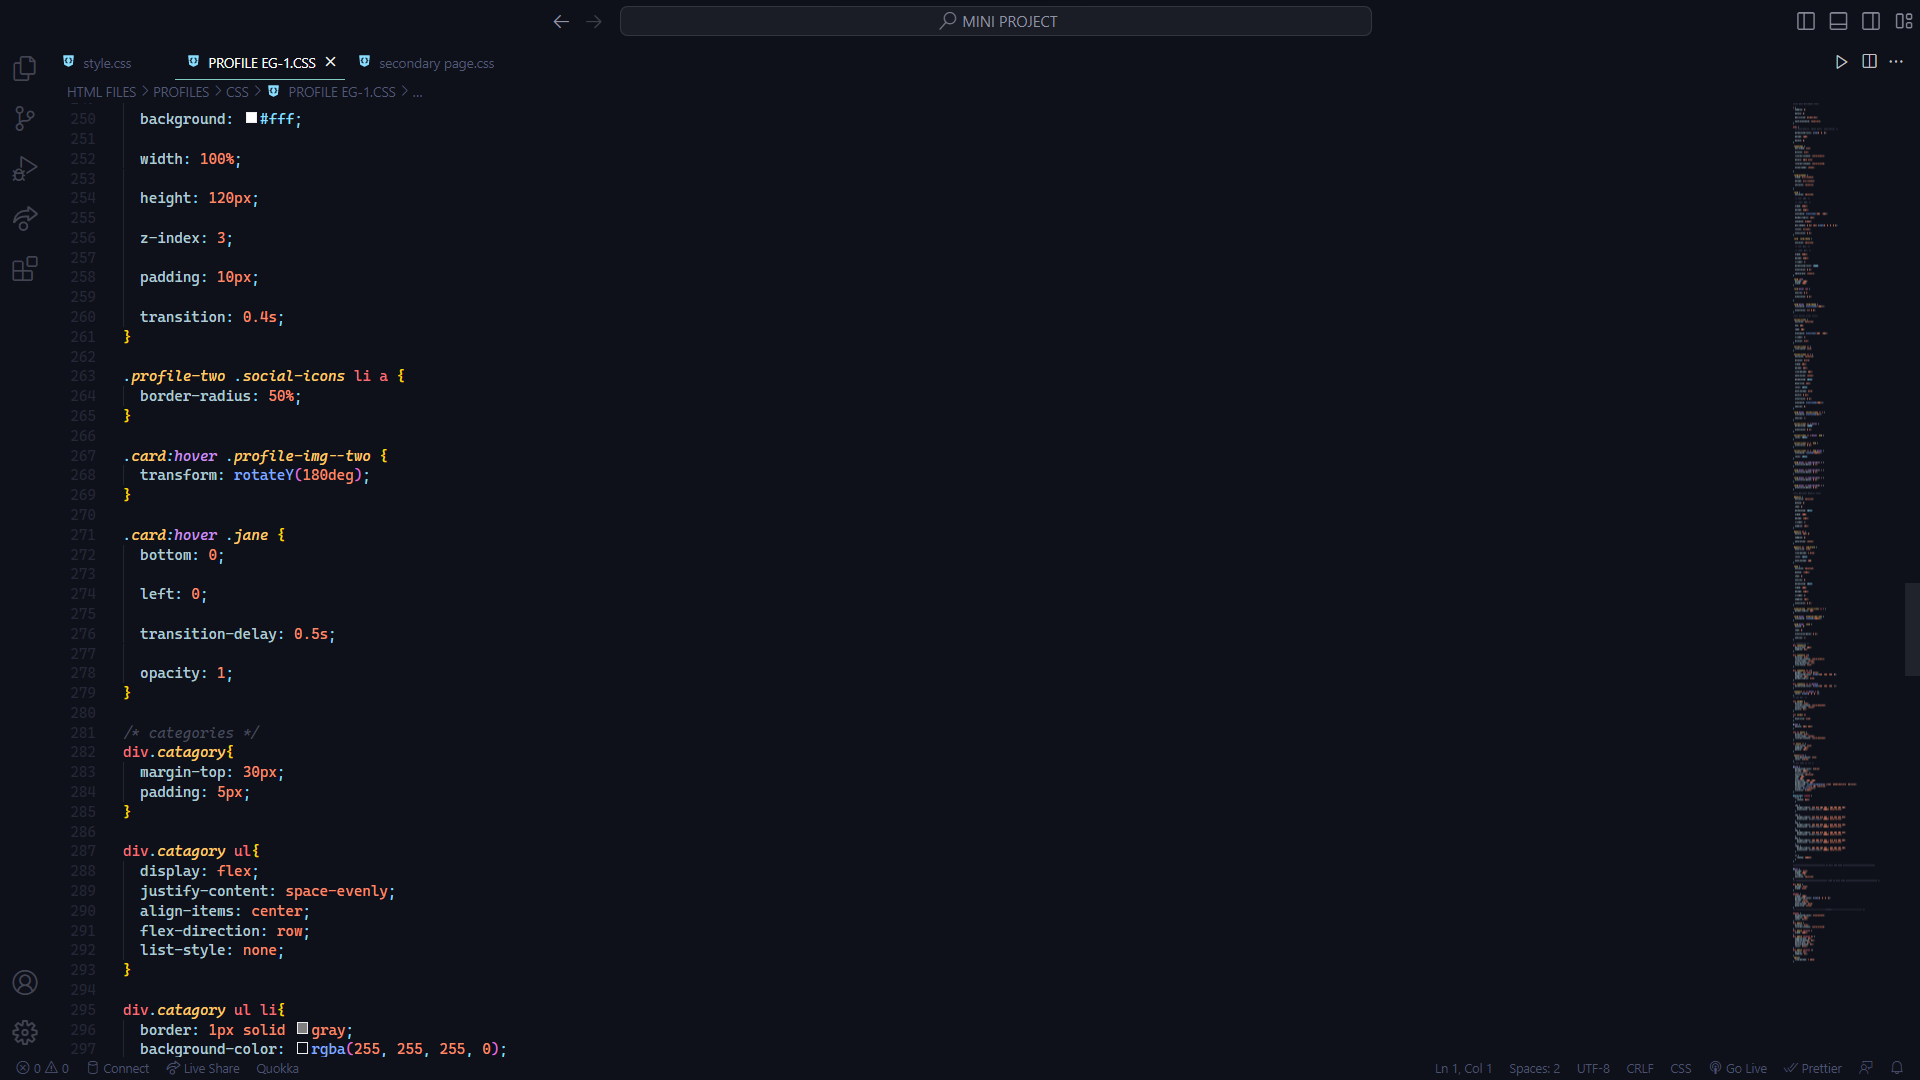 MINI PROJECT
style.css
PROFILE EG-1.CSS
secondary page.css
HTML FILES > PROFILES > CSS > PROFILE EG-1.CSS > ...
250 background: #fff;
251
252 width: 100%;
253
254 height: 120px;
255
256 z-index: 3;
257
258 padding: 10px;
259
260 transition: 0.4s;
261 }
262
263 .profile-two .social-icons li a {
264 border-radius: 50%;
265 }
266
267 .card:hover .profile-img--two {
268 transform: rotateY(180deg);
269 }
270
271 .card:hover .jane {
272 bottom: 0;
273
274 left: 0;
275
276 transition-delay: 0.5s;
277
278 opacity: 1;
279 }
280
281 /* categories */
282 div.catagory{
283 margin-top: 30px;
284 padding: 5px;
285 }
286
287 div.catagory ul{
288 display: flex;
289 justify-content: space-evenly;
290 align-items: center;
291 flex-direction: row;
292 list-style: none;
293 }
294
295 div.catagory ul li{
296 border: 1px solid gray;
297 background-color: rgba(255, 255, 255, 0);
0 0 Connect Live Share Quokka Ln 1, Col 1 Spaces: 2 UTF-8 CRLF CSS Go Live Prettier